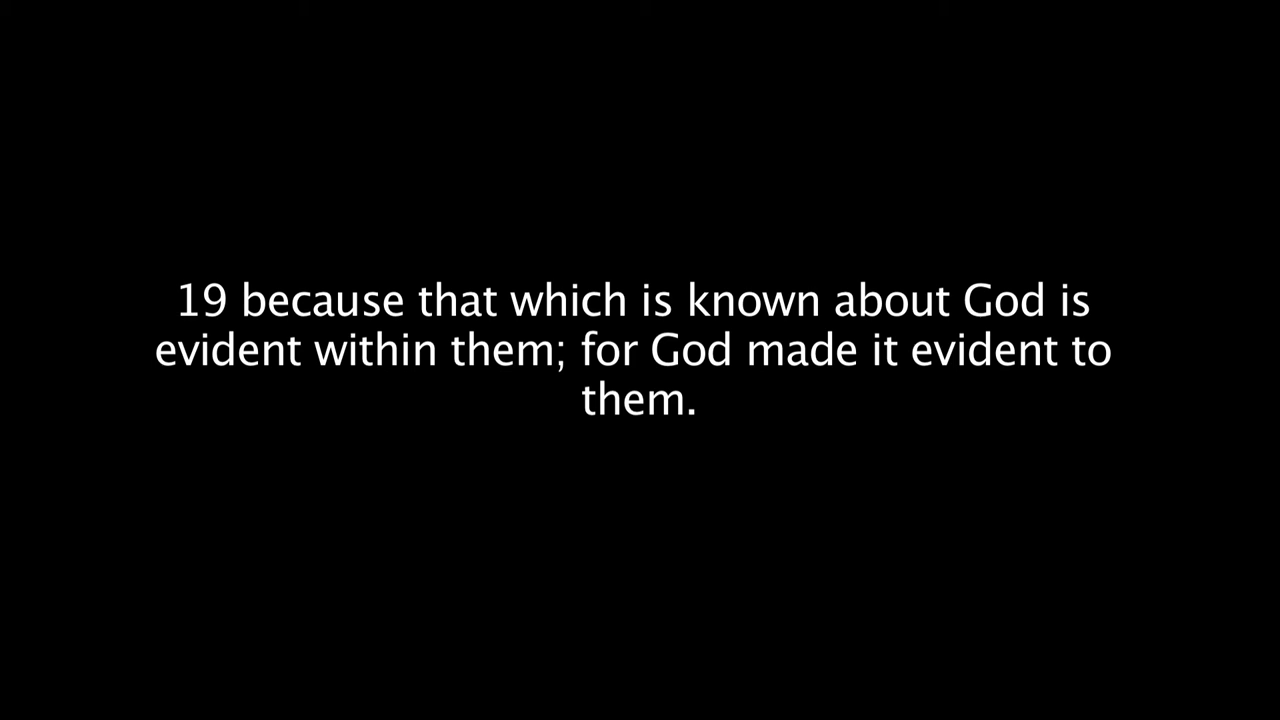 19 because that which is known about God is
evident within them; for God made it evident to
them.